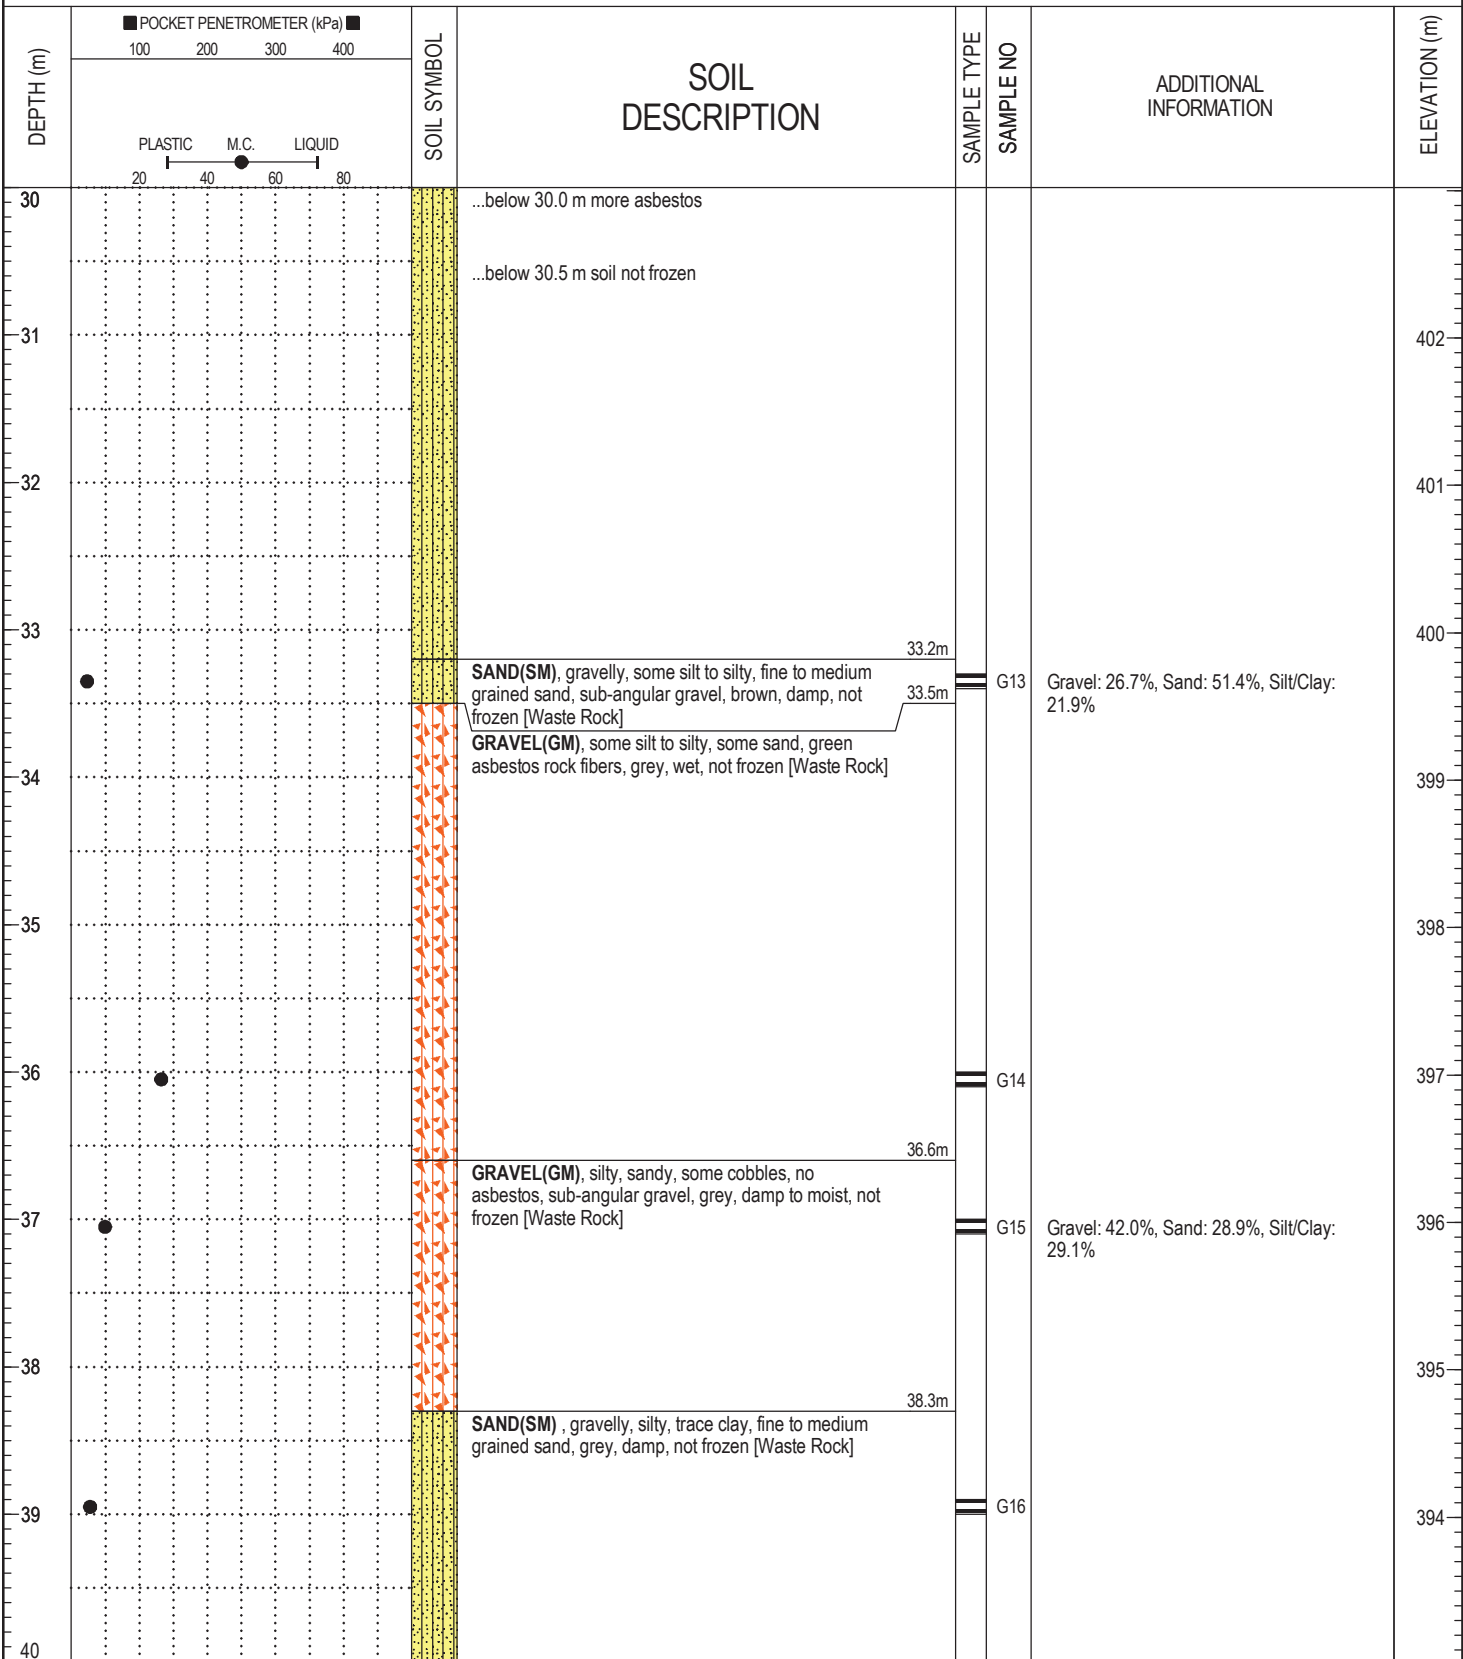 POCKET PENETROMETER (kPa)
100 200 300 400
DEPTH (m)
PLASTIC M.C. LIQUID
20 40 60 80
SOIL SYMBOL
SOIL
DESCRIPTION
SAMPLE TYPE
SAMPLE NO
ADDITIONAL
INFORMATION
ELEVATION (m)
30
...below 30.0 m more asbestos
...below 30.5 m soil not frozen
31
402
32
401
33
400
33.2m
SAND(SM), gravelly, some silt to silty, fine to medium
grained sand, sub-angular gravel, brown, damp, not
frozen [Waste Rock]
33.5m
G13
Gravel: 26.7%, Sand: 51.4%, Silt/Clay:
21.9%
GRAVEL(GM), some silt to silty, some sand, green
asbestos rock fibers, grey, wet, not frozen [Waste Rock]
34
399
35
398
36
G14
397
36.6m
GRAVEL(GM), silty, sandy, some cobbles, no
asbestos, sub-angular gravel, grey, damp to moist, not
frozen [Waste Rock]
37
G15
Gravel: 42.0%, Sand: 28.9%, Silt/Clay:
29.1%
396
38
395
38.3m
SAND(SM) , gravelly, silty, trace clay, fine to medium
grained sand, grey, damp, not frozen [Waste Rock]
39
G16
394
40